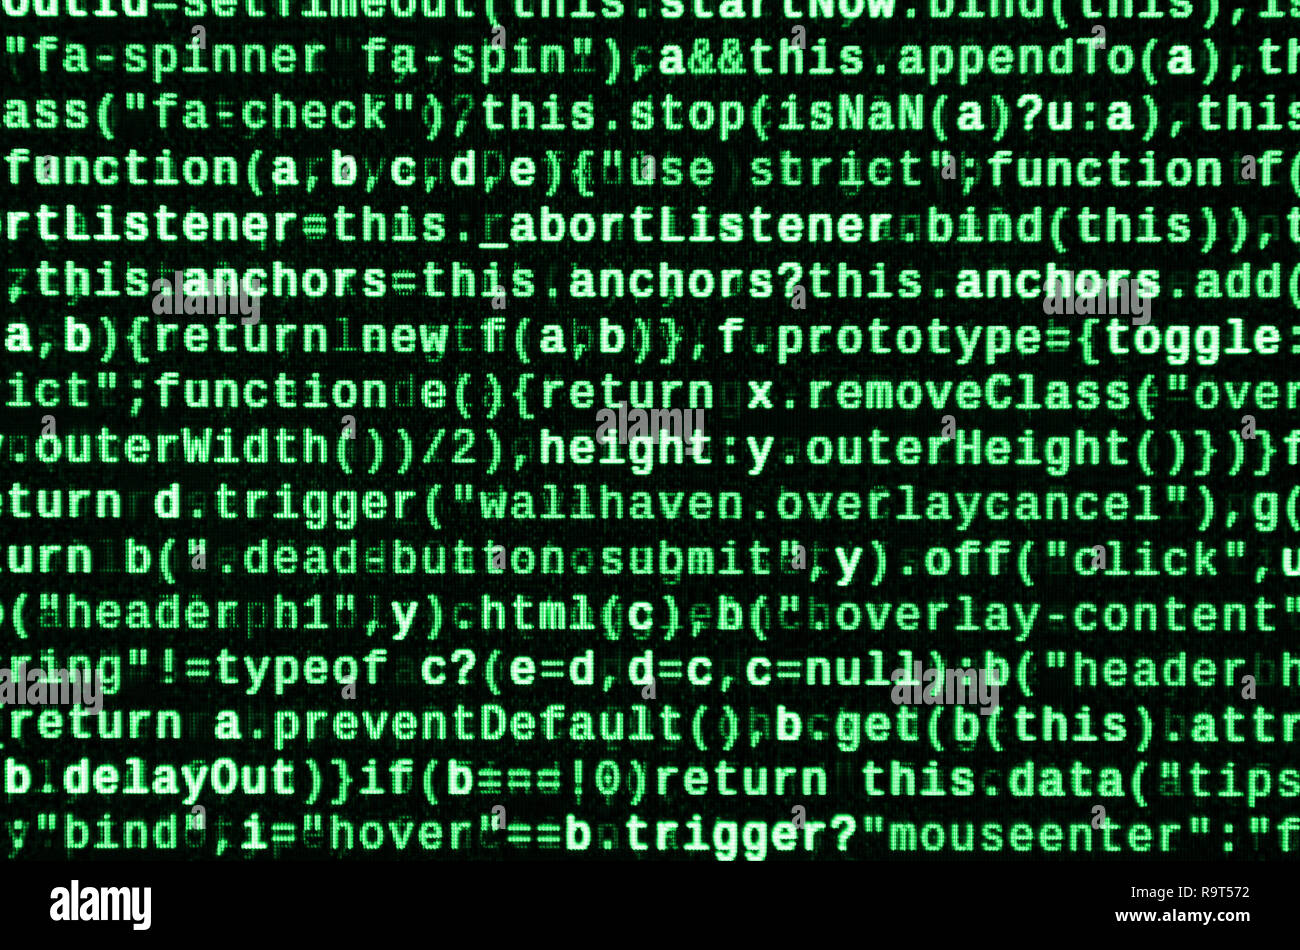 outId=setTimeout(this.startNow.bind(this),is
"fa-spinner fa-spin"),a&&this.appendTo(a),th
ass("fa-check"),this.stop(isNaN(a)?u:a),this
function(a,b,c,d,e){"use strict";function f(
rtListener=this._abortListener.bind(this)),t
,this.anchors=this.anchors?this.anchors.add(
a,b){return new f(a,b)},f.prototype={toggle:
ict";function e(){return x.removeClass("over
.outerWidth())/2),height:y.outerHeight()})}f
eturn d.trigger("wallhaven.overlaycancel"),g(
urn b(".dead-button.submit",y).off("click",u
("header h1",y).html(c),b(".overlay-content"
ring"!=typeof c?(e=d,d=c,c=null):b("header h
return a.preventDefault(),b.get(b(this).attr
b.delayOut)}if(b===!0)return this.data("tips
y"bind",i="hover"==b.trigger?"mouseenter":"f
alamy
Image ID: R9T572
www.alamy.com